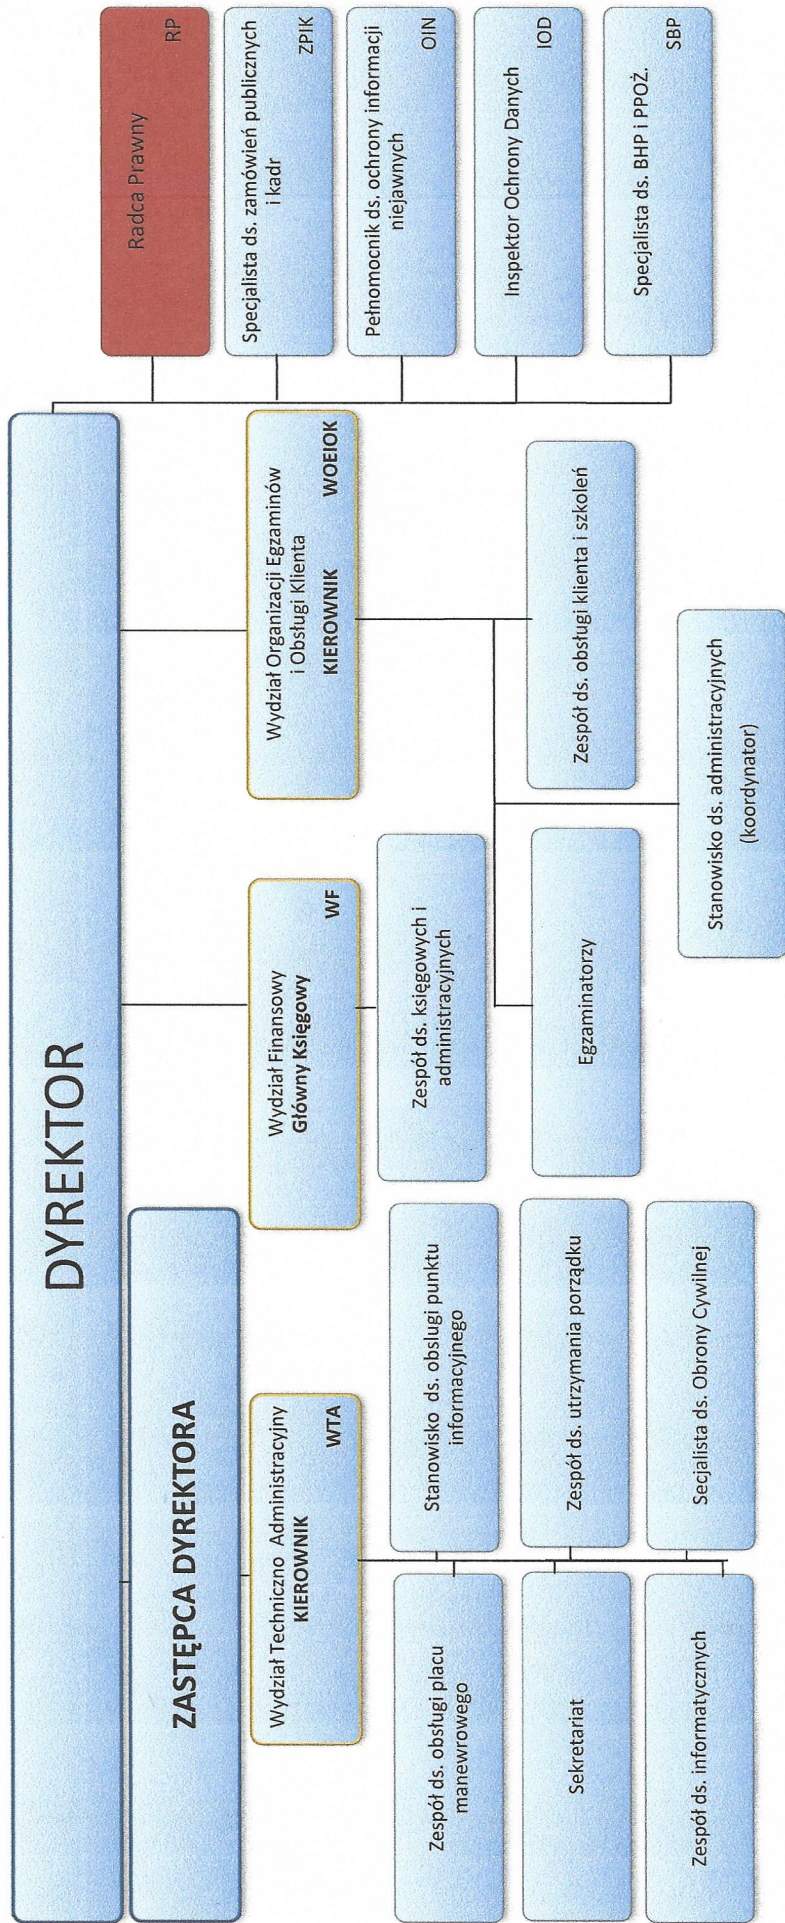 DYREKTOR
ZASTĘPCA DYREKTORA
Wydział Techniczno Administracyjny
KIEROWNIK
WTA
Zespół ds. obsługi placu
manewrowego
Stanowisko ds. obslugi punktu
informacyjnego
Sekretariat
Zespół ds. utrzymania porządku
Zespół ds. informatycznych
Secjalista ds. Obrony Cywilnej
Wydział Finansowy
Główny Księgowy
WF
Zespół ds. księgowych i
administracyjnych
Wydział Organizacji Egzaminów
i Obsługi Klienta
KIEROWNIK WOEIOK
Egzaminatorzy
Zespół ds. obsługi klienta i szkoleń
Stanowisko ds. administracyjnych
(koordynator)
Radca Prawny
RP
Specjalista ds. zamówień publicznych
i kadr
ZPIK
Pełnomocnik ds. ochrony informacji
niejawnych
OIN
Inspektor Ochrony Danych
IOD
Specjalista ds. BHP i PPOŻ.
SBP